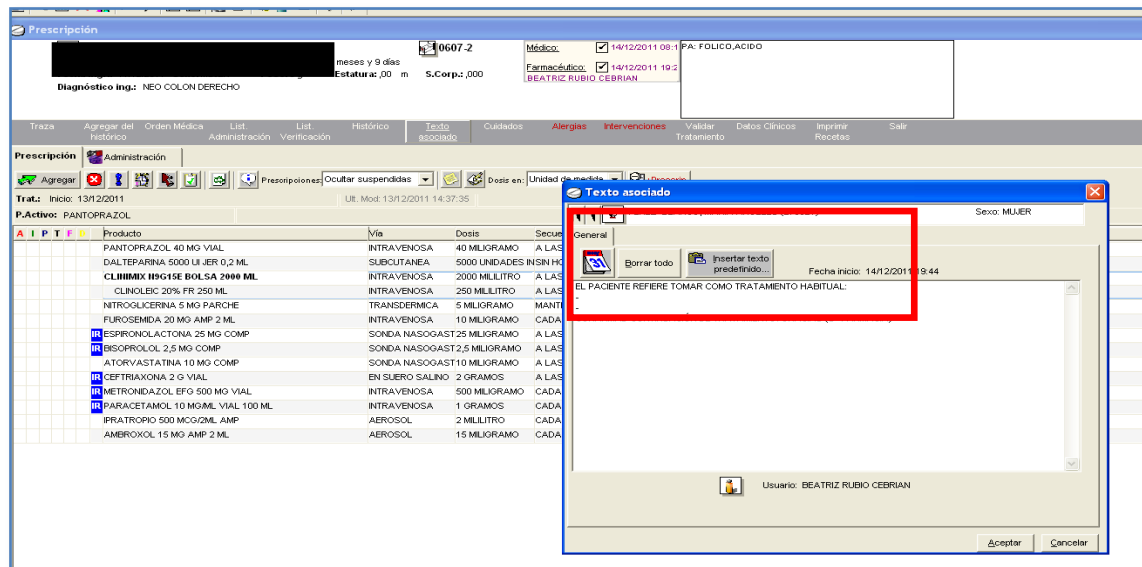 Prescripción
0607-2
Médico: 14/12/2011 08:1
PA: FOLICO,ACIDO
meses y 9 días
Estatura: ,00 m S.Corp.: ,000
Farmacéutico: 14/12/2011 19:2
BEATRIZ RUBIO CEBRIAN
Diagnóstico ing.: NEO COLON DERECHO
Traza Agregar del histórico Orden Médica List. Administración List. Verificación Histórico Texto asociado Cuidados Alergias Intervenciones Validar Tratamiento Datos Clínicos Imprimir Recetas Salir
Prescripción Administración
Agregar Prescripciones: Ocultar suspendidas Dosis en: Unidad de medida
Trat.: Inicio: 13/12/2011 Ult. Mod: 13/12/2011 14:37:35
P.Activo: PANTOPRAZOL
A I P T F Producto Vía Dosis Secue
PANTOPRAZOL 40 MG VIAL INTRAVENOSA 40 MILIGRAMO A LAS
DALTEPARINA 5000 UI JER 0,2 ML SUBCUTANEA 5000 UNIDADES IN SIN HO
CLINIMIX N9G15E BOLSA 2000 ML INTRAVENOSA 2000 MILILITRO A LAS
CLINOLEIC 20% FR 250 ML INTRAVENOSA 250 MILILITRO A LAS
NITROGLICERINA 5 MG PARCHE TRANSDERMICA 5 MILIGRAMO MANTI
FUROSEMIDA 20 MG AMP 2 ML INTRAVENOSA 10 MILIGRAMO CADA
IR ESPIRONOLACTONA 25 MG COMP SONDA NASOGAST 25 MILIGRAMO A LAS
IR BISOPROLOL 2,5 MG COMP SONDA NASOGAST 2,5 MILIGRAMO A LAS
ATORVASTATINA 10 MG COMP SONDA NASOGAST 10 MILIGRAMO A LAS
IR CEFTRIAXONA 2 G VIAL EN SUERO SALINO 2 GRAMOS A LAS
IR METRONIDAZOL EFG 500 MG VIAL INTRAVENOSA 500 MILIGRAMO CADA
IR PARACETAMOL 10 MG/ML VIAL 100 ML INTRAVENOSA 1 GRAMOS CADA
IPRATROPIO 500 MCG/2ML AMP AEROSOL 2 MILILITRO CADA
AMBROXOL 15 MG AMP 2 ML AEROSOL 15 MILIGRAMO CADA
Texto asociado
Sexo: MUJER
General
31 Borrar todo Insertar texto predefinido... Fecha inicio: 14/12/2011 19:44
EL PACIENTE REFIERE TOMAR COMO TRATAMIENTO HABITUAL:
-
-
Usuario: BEATRIZ RUBIO CEBRIAN
Aceptar Cancelar